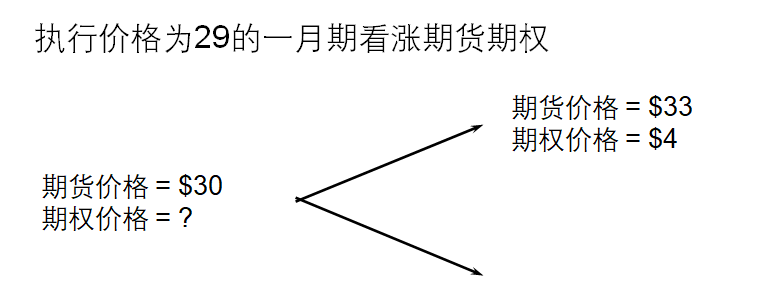 执行价格为29的一月期看涨期货期权
期货价格 = $33
期权价格 = $4
期货价格 = $30
期权价格 = ?